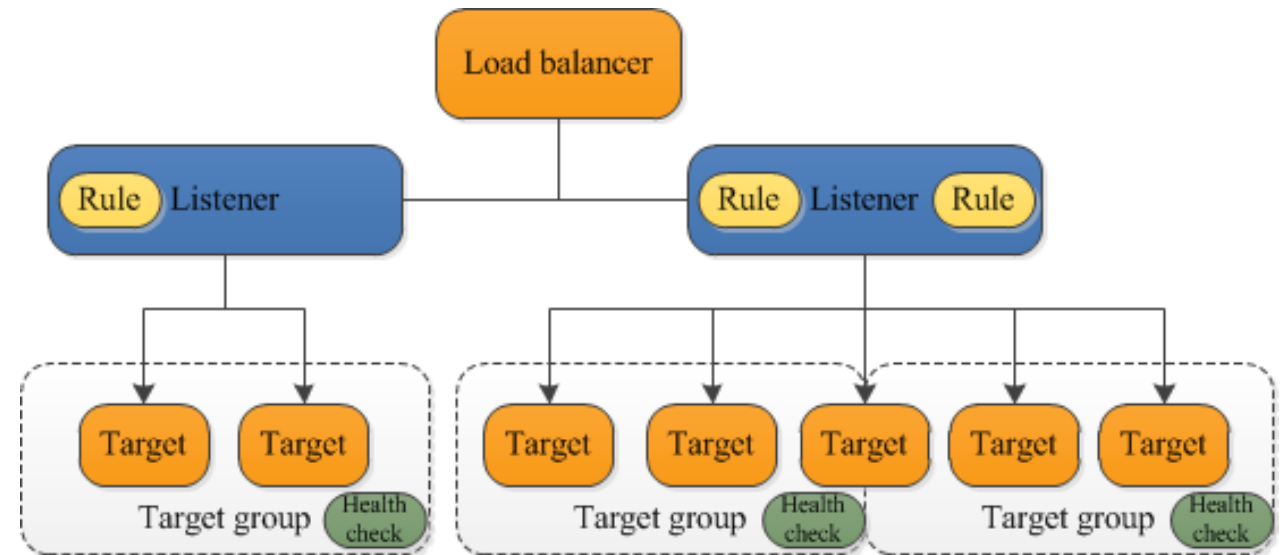 Load balancer
Rule Listener
Rule Listener Rule
Target Target
Target Target Target Target Target
Target group Health check
Target group Health check
Target group Health check